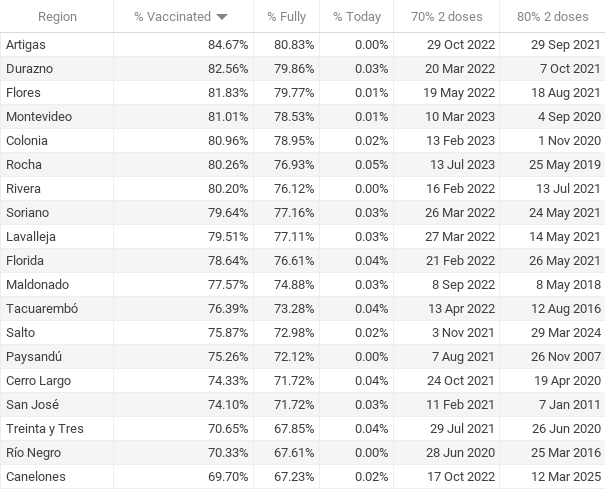 Region % Vaccinated % Fully % Today 70% 2 doses 80% 2 doses
Artigas 84.67% 80.83% 0.00% 29 Oct 2022 29 Sep 2021
Durazno 82.56% 79.86% 0.03% 20 Mar 2022 7 Oct 2021
Flores 81.83% 79.77% 0.01% 19 May 2022 18 Aug 2021
Montevideo 81.01% 78.53% 0.01% 10 Mar 2023 4 Sep 2020
Colonia 80.96% 78.95% 0.02% 13 Feb 2023 1 Nov 2020
Rocha 80.26% 76.93% 0.05% 13 Jul 2023 25 May 2019
Rivera 80.20% 76.12% 0.00% 16 Feb 2022 13 Jul 2021
Soriano 79.64% 77.16% 0.03% 26 Mar 2022 24 May 2021
Lavalleja 79.51% 77.11% 0.03% 27 Mar 2022 14 May 2021
Florida 78.64% 76.61% 0.04% 21 Feb 2022 26 May 2021
Maldonado 77.57% 74.88% 0.03% 8 Sep 2022 8 May 2018
Tacuarembó 76.39% 73.28% 0.04% 13 Apr 2022 12 Aug 2016
Salto 75.87% 72.98% 0.02% 3 Nov 2021 29 Mar 2024
Paysandú 75.26% 72.12% 0.00% 7 Aug 2021 26 Nov 2007
Cerro Largo 74.33% 71.72% 0.04% 24 Oct 2021 19 Apr 2020
San José 74.10% 71.72% 0.03% 11 Feb 2021 7 Jan 2011
Treinta y Tres 70.65% 67.85% 0.04% 29 Jul 2021 26 Jun 2020
Río Negro 70.33% 67.61% 0.00% 28 Jun 2020 25 Mar 2016
Canelones 69.70% 67.23% 0.02% 17 Oct 2022 12 Mar 2025